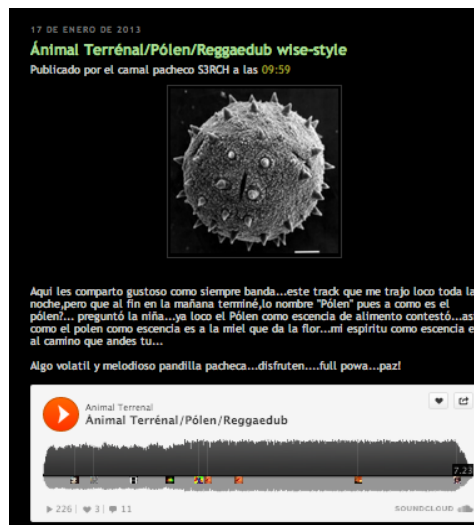 17 DE ENERO DE 2013
Ánimal Terrénal/Pólen/Reggaedub wise-style
Publicado por el carnal pacheco S3RCH a las 09:59
Aqui les comparto gustoso como siempre banda...este track que me trajo loco toda la
noche,pero que al fin en la mañana terminé,lo nombre "Pólen" pues a como es el
pólen?... preguntó la niña...ya loco el Pólen como escencia de alimento contestó...as
como el polen como escencia es a la miel que da la flor...mi espiritu como escencia e
al camino que andes tu...
Algo volatil y melodioso pandilla pacheca...disfruten....full powa...paz!
Animal Terrenal
Ánimal Terrénal/Pólen/Reggaedub
7.23
226 | 3 | 11
SOUNDCLOUD